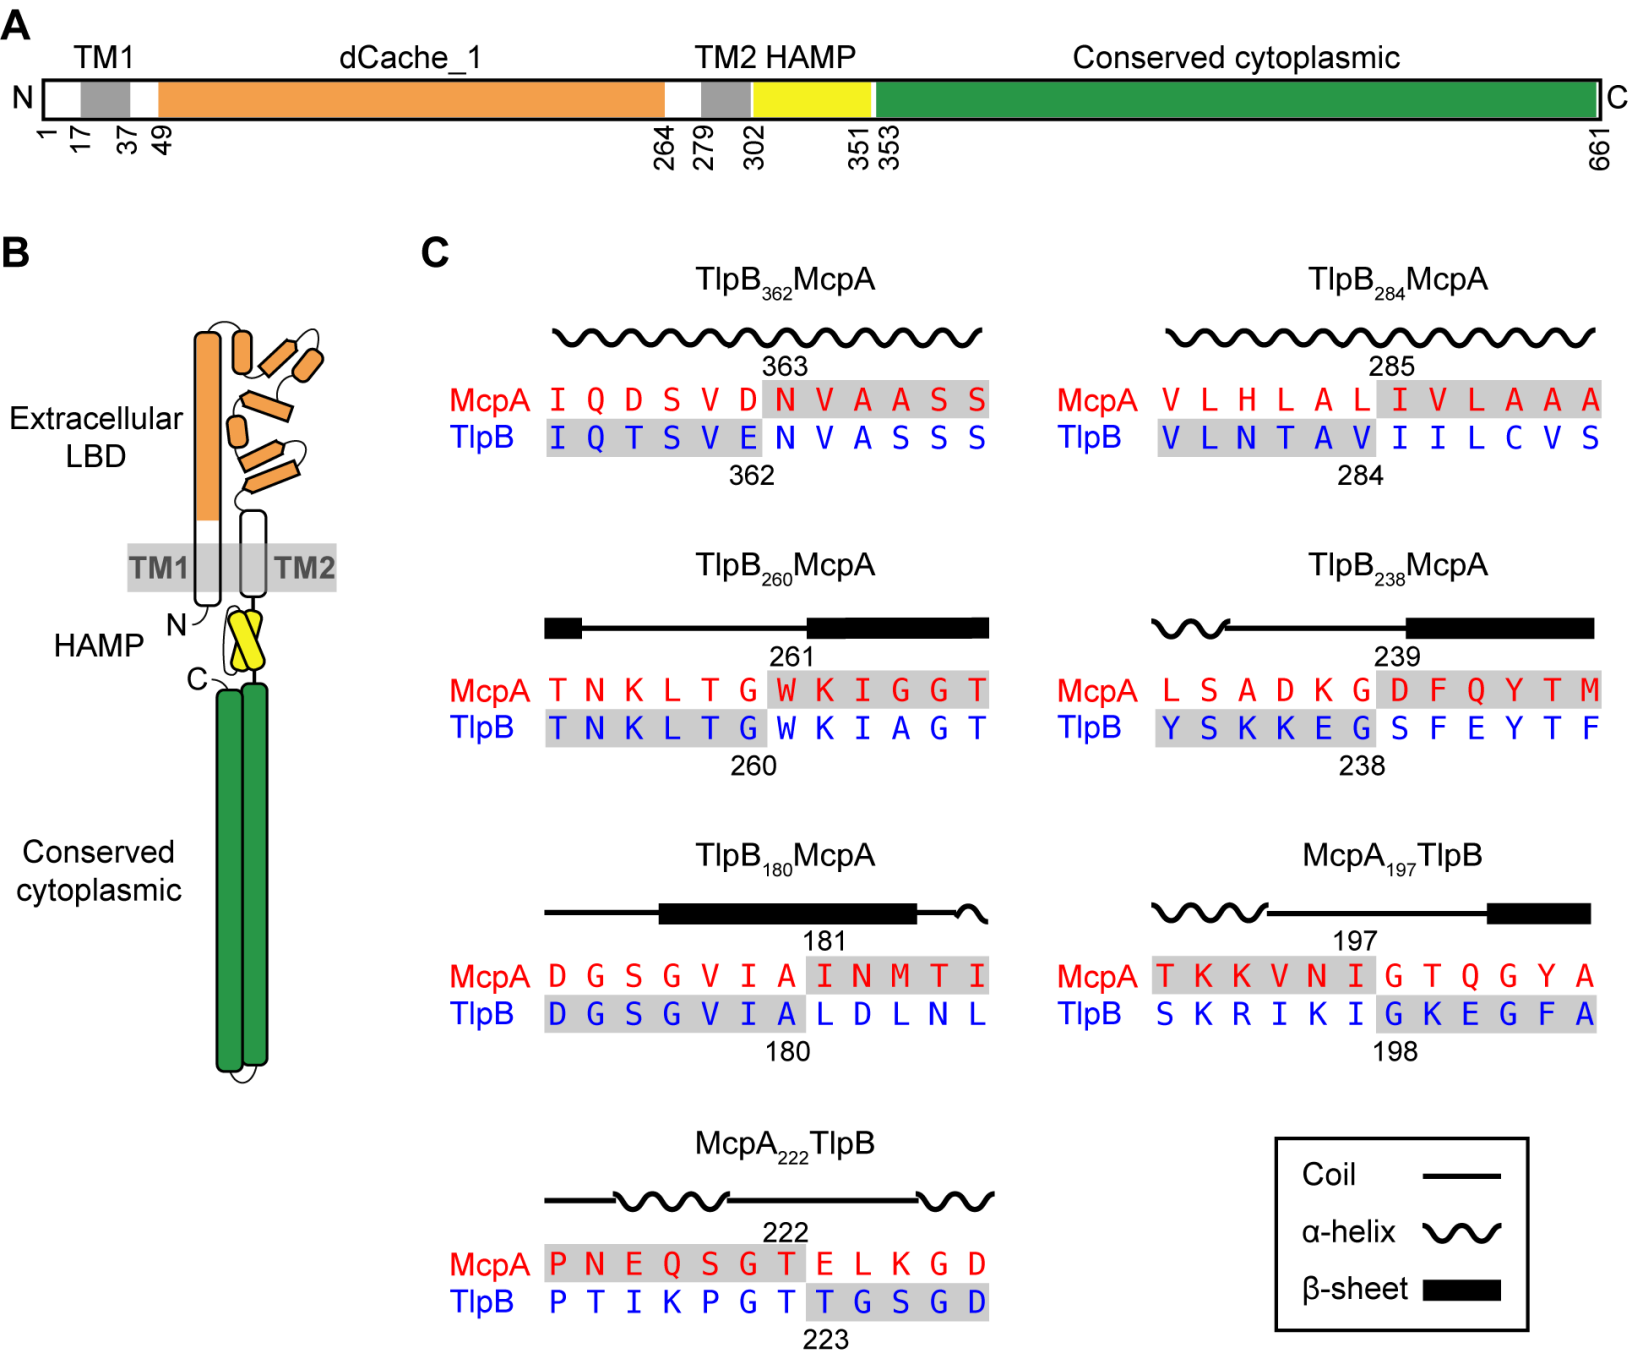 A
TM1 dCache_1 TM2 HAMP Conserved cytoplasmic
N C
1 17 37 49 264 279 302 351 353 661
B
Extracellular
LBD
TM1 TM2
N
HAMP
C
Conserved
cytoplasmic
C
TlpB362McpA
363
McpA I Q D S V D N V A A S S
TlpB I Q T S V E N V A S S S
362
TlpB284McpA
285
McpA V L H L A L I V L A A A
TlpB V L N T A V I I L C V S
284
TlpB260McpA
261
McpA T N K L T G W K I G G T
TlpB T N K L T G W K I A G T
260
TlpB238McpA
239
McpA L S A D K G D F Q Y T M
TlpB Y S K K E G S F E Y T F
238
TlpB180McpA
181
McpA D G S G V I A I N M T I
TlpB D G S G V I A L D L N L
180
McpA197TlpB
197
McpA T K K V N I G T Q G Y A
TlpB S K R I K I G K E G F A
198
McpA222TlpB
222
McpA P N E Q S G T E L K G D
TlpB P T I K P G T T G S G D
223
Coil
α-helix
β-sheet